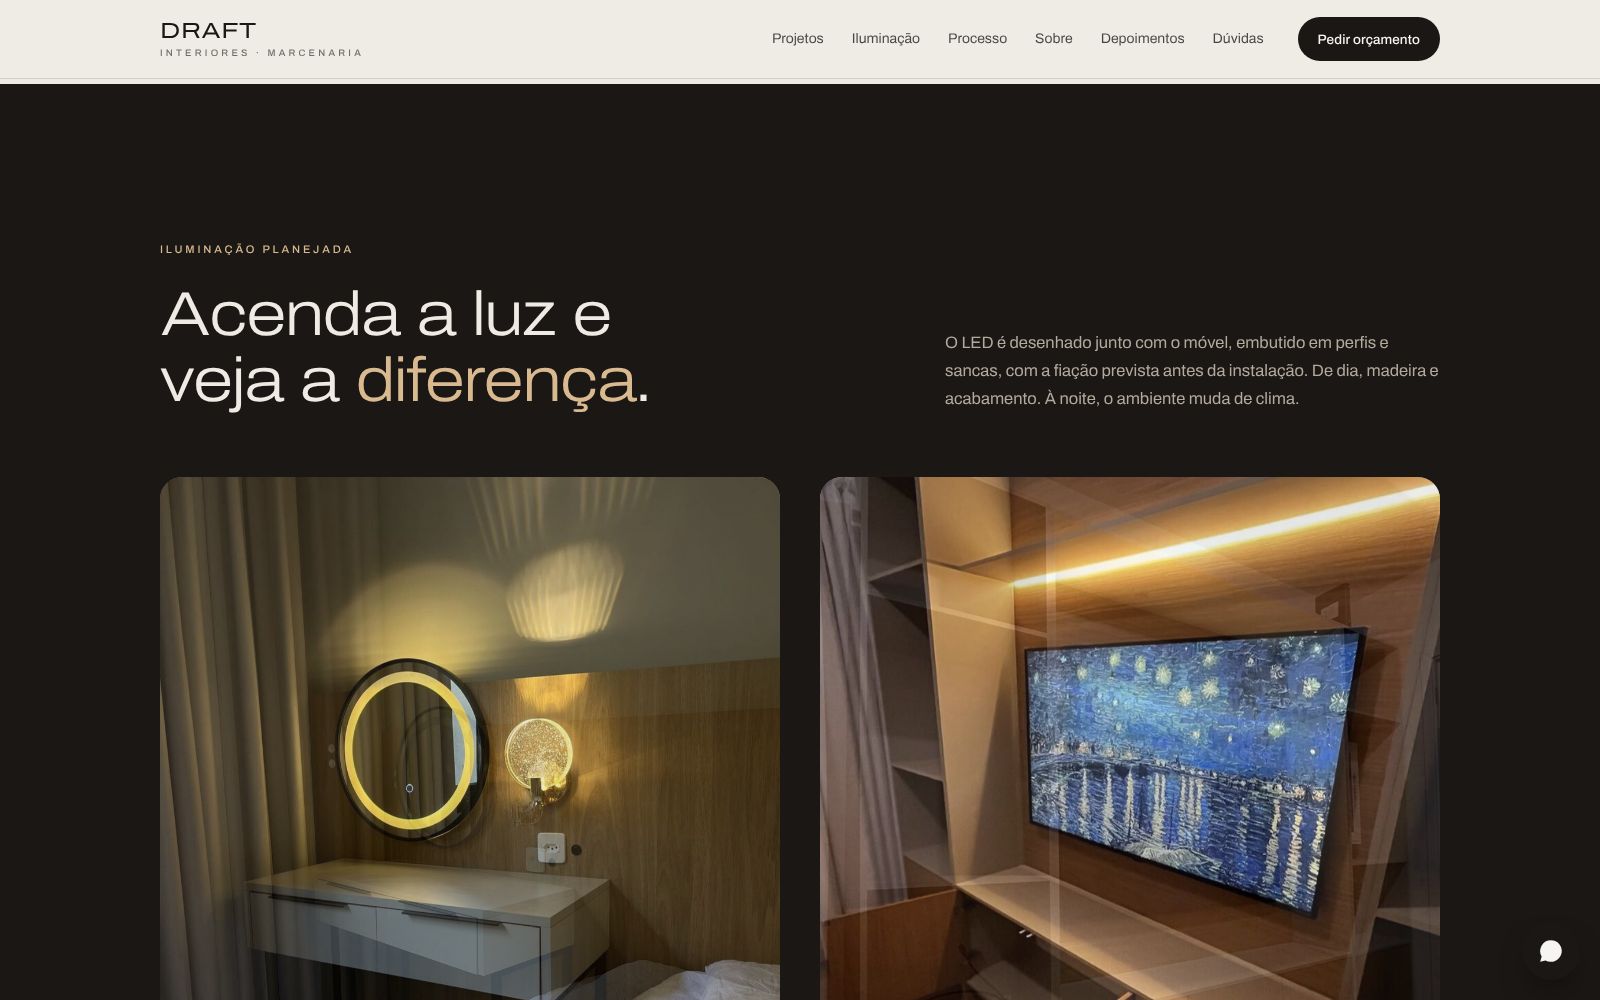 DRAFT
INTERIORES · MARCENARIA
Projetos
Iluminação
Processo
Sobre
Depoimentos
Dúvidas
Pedir orçamento
ILUMINAÇÃO PLANEJADA
Acenda a luz e
veja a diferença.
O LED é desenhado junto com o móvel, embutido em perfis e
sancas, com a fiação prevista antes da instalação. De dia, madeira e
acabamento. À noite, o ambiente muda de clima.